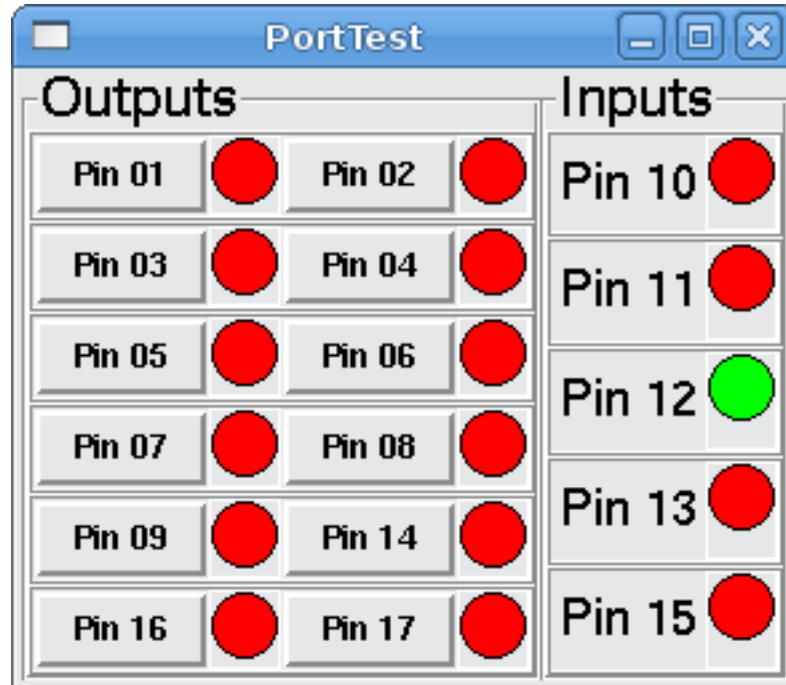 PortTest
Outputs
Inputs
Pin 01
Pin 02
Pin 10
Pin 03
Pin 04
Pin 11
Pin 05
Pin 06
Pin 12
Pin 07
Pin 08
Pin 13
Pin 09
Pin 14
Pin 15
Pin 16
Pin 17